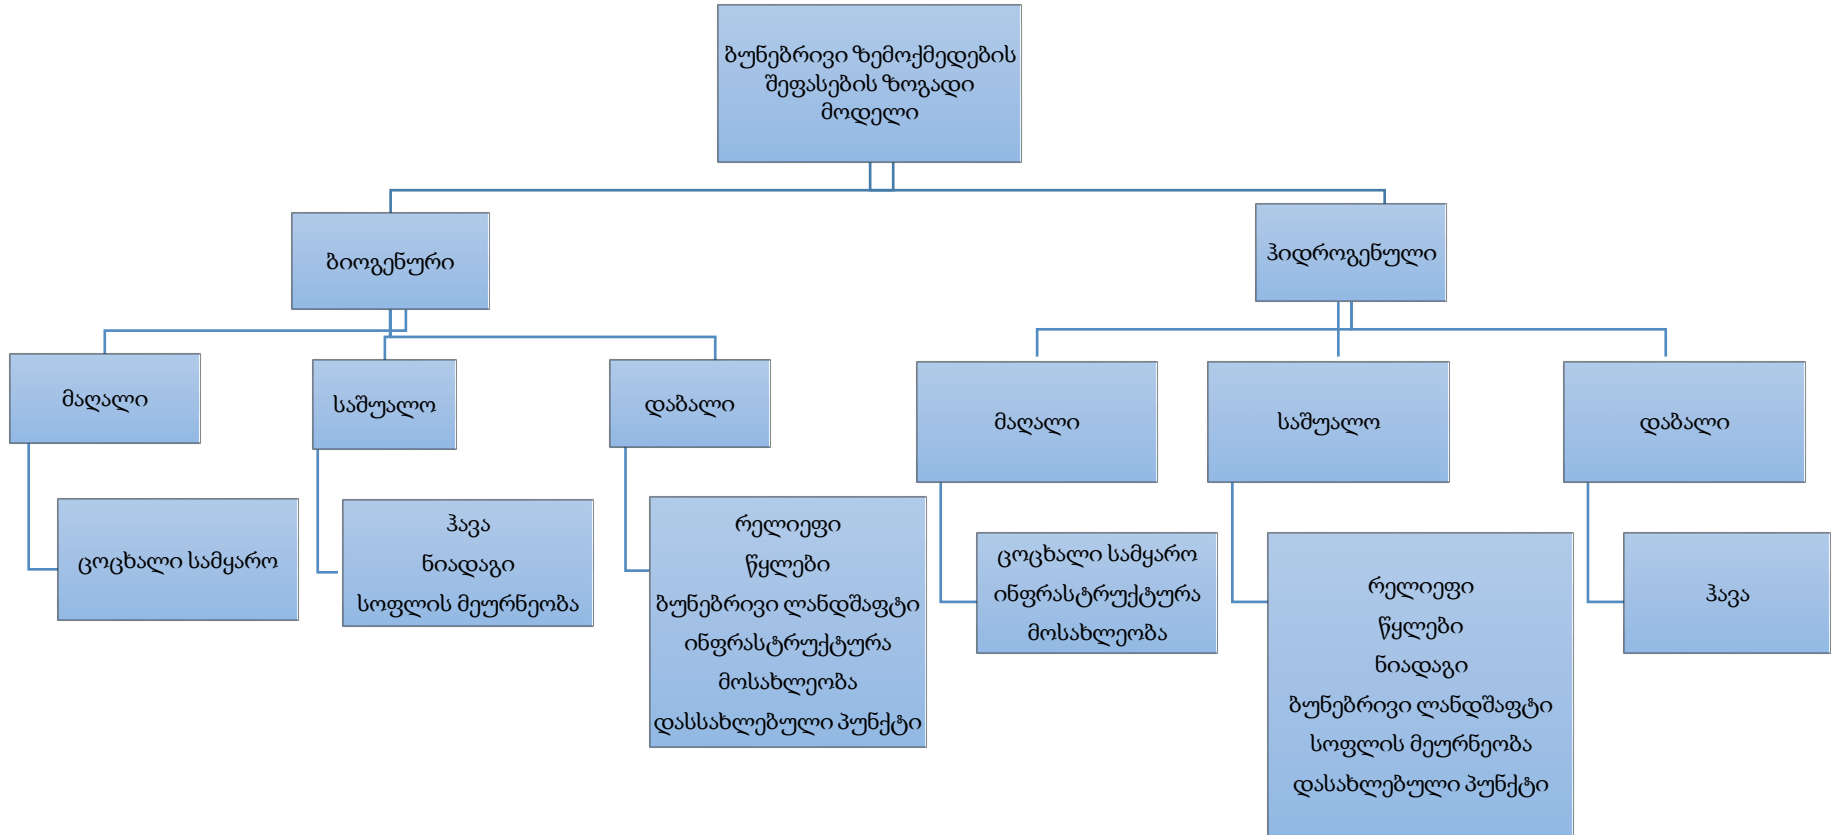 ბუნებრივი ზემოქმედების
შეფასების ზოგადი
მოდელი
ბიოგენური
ჰიდროგენული
მაღალი
საშუალო
დაბალი
მაღალი
საშუალო
დაბალი
ცოცხალი სამყარო
ჰავა
ნიადაგი
სოფლის მეურნეობა
რელიეფი
წყლები
ბუნებრივი ლანდშაფტი
ინფრასტრუქტურა
მოსახლეობა
დასსახლებული პუნქტი
ცოცხალი სამყარო
ინფრასტრუქტურა
მოსახლეობა
რელიეფი
წყლები
ნიადაგი
ბუნებრივი ლანდშაფტი
სოფლის მეურნეობა
დასახლებული პუნქტი
ჰავა